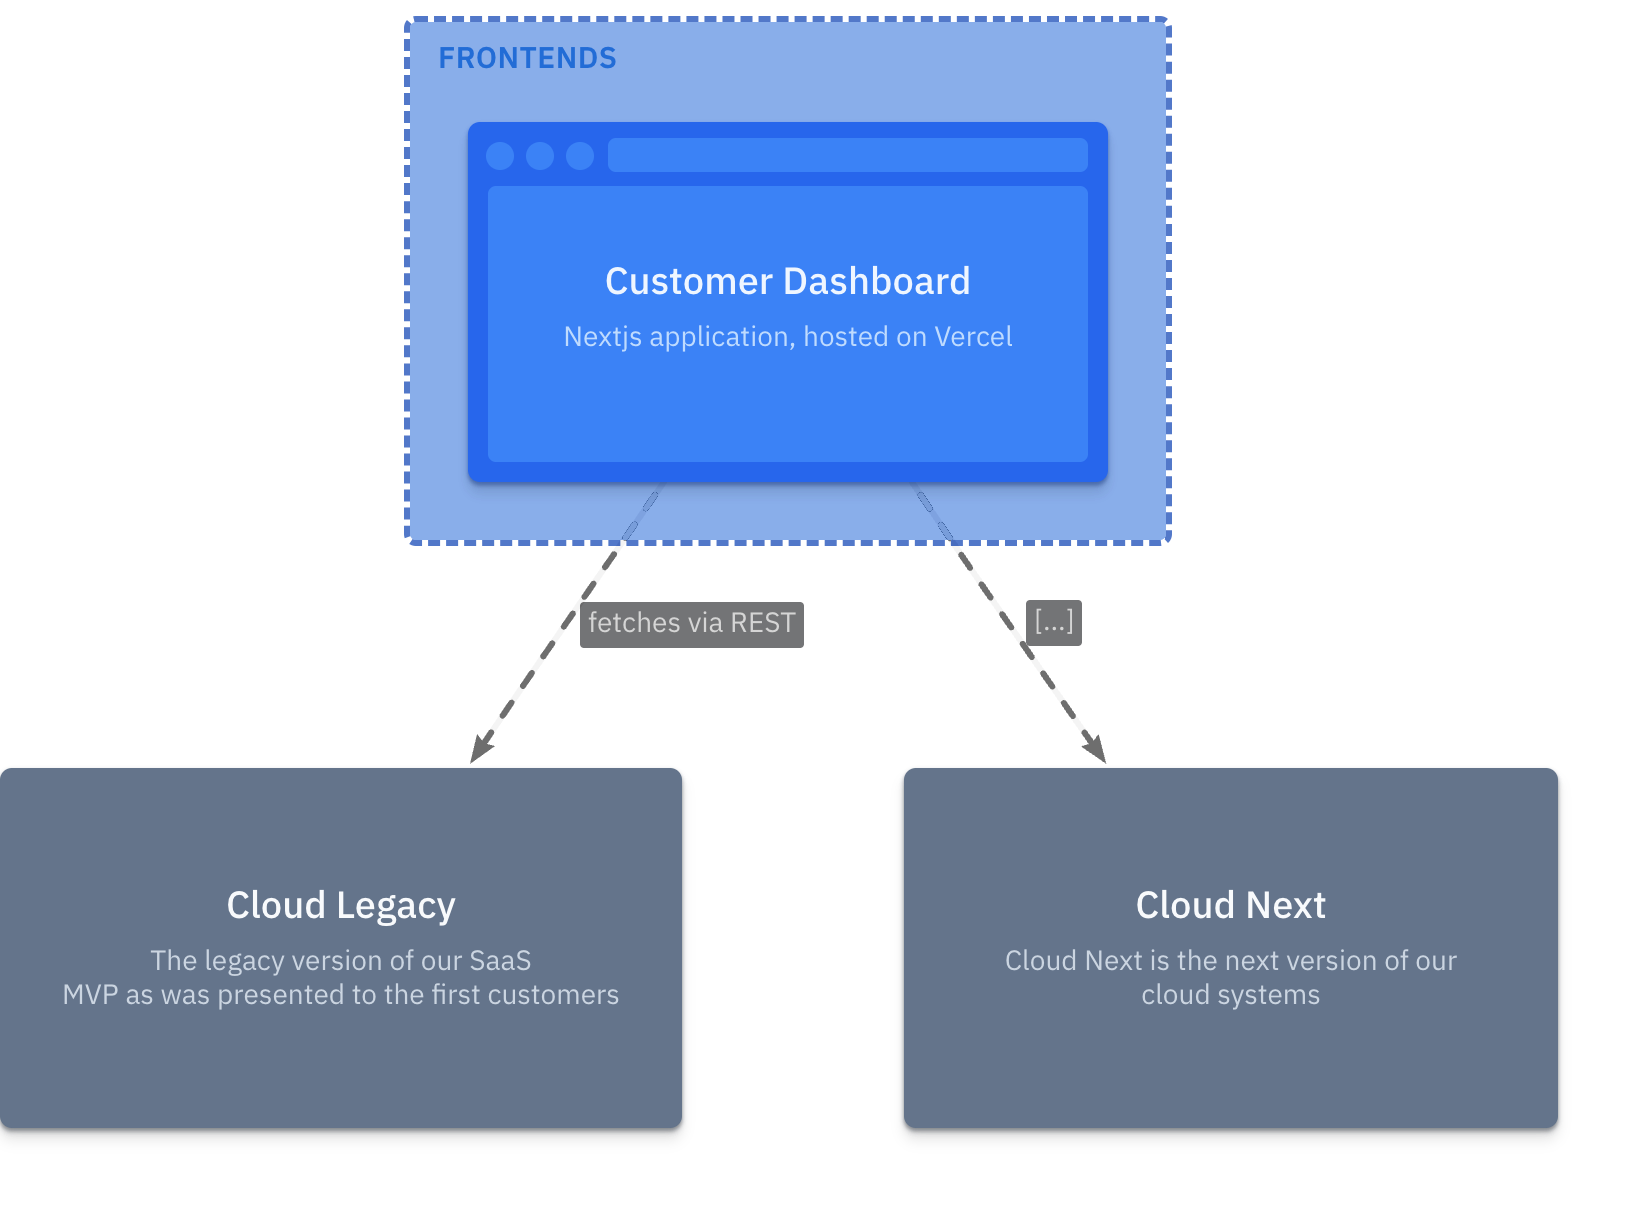 FRONTENDS
Customer Dashboard
Nextjs application, hosted on Vercel
fetches via REST
[...]
Cloud Legacy
The legacy version of our SaaS
MVP as was presented to the first customers
Cloud Next
Cloud Next is the next version of our
cloud systems